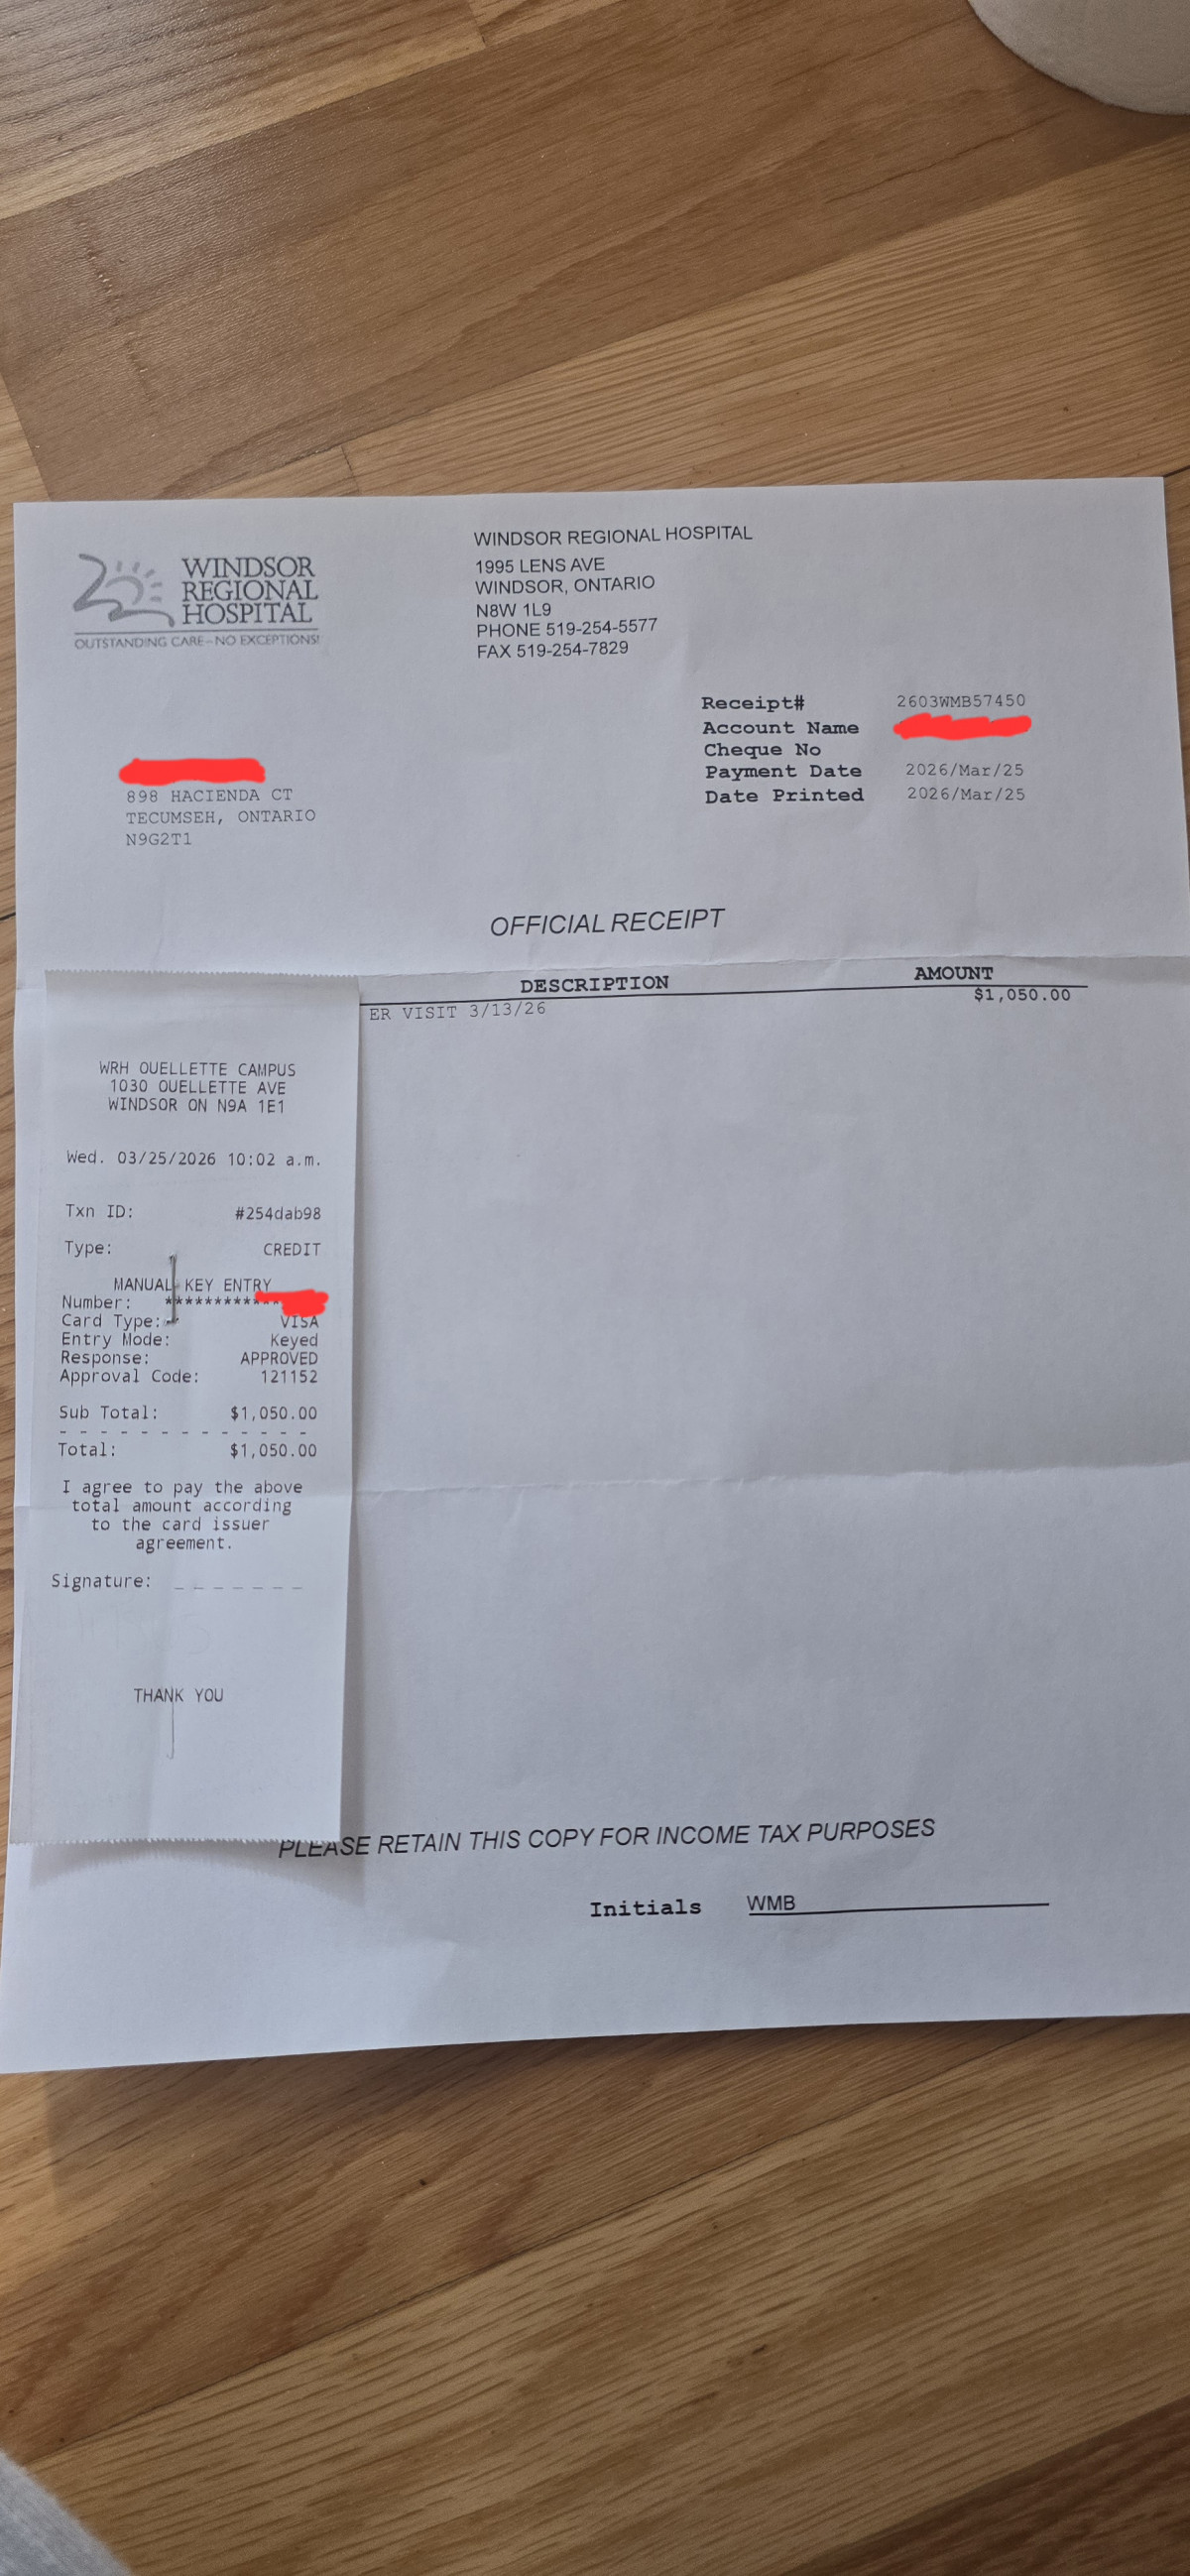 WINDSOR
REGIONAL
HOSPITAL
OUTSTANDING CARE–NO EXCEPTIONS!
WINDSOR REGIONAL HOSPITAL
1995 LENS AVE
WINDSOR, ONTARIO
N8W 1L9
PHONE 519-254-5577
FAX 519-254-7829
Receipt# 2603WMB57450
Account Name
Cheque No
Payment Date 2026/Mar/25
Date Printed 2026/Mar/25
898 HACIENDA CT
TECUMSEH, ONTARIO
N9G2T1
OFFICIAL RECEIPT
DESCRIPTION AMOUNT
ER VISIT 3/13/26 $1,050.00
WRH OUELLETTE CAMPUS
1030 OUELLETTE AVE
WINDSOR ON N9A 1E1
Wed. 03/25/2026 10:02 a.m.
Txn ID: #254dab98
Type: CREDIT
MANUAL KEY ENTRY
Number: ************
Card Type: VISA
Entry Mode: Keyed
Response: APPROVED
Approval Code: 121152
Sub Total: $1,050.00
Total: $1,050.00
I agree to pay the above
total amount according
to the card issuer
agreement.
Signature: _ _ _ _ _ _ _
THANK YOU
PLEASE RETAIN THIS COPY FOR INCOME TAX PURPOSES
Initials WMB